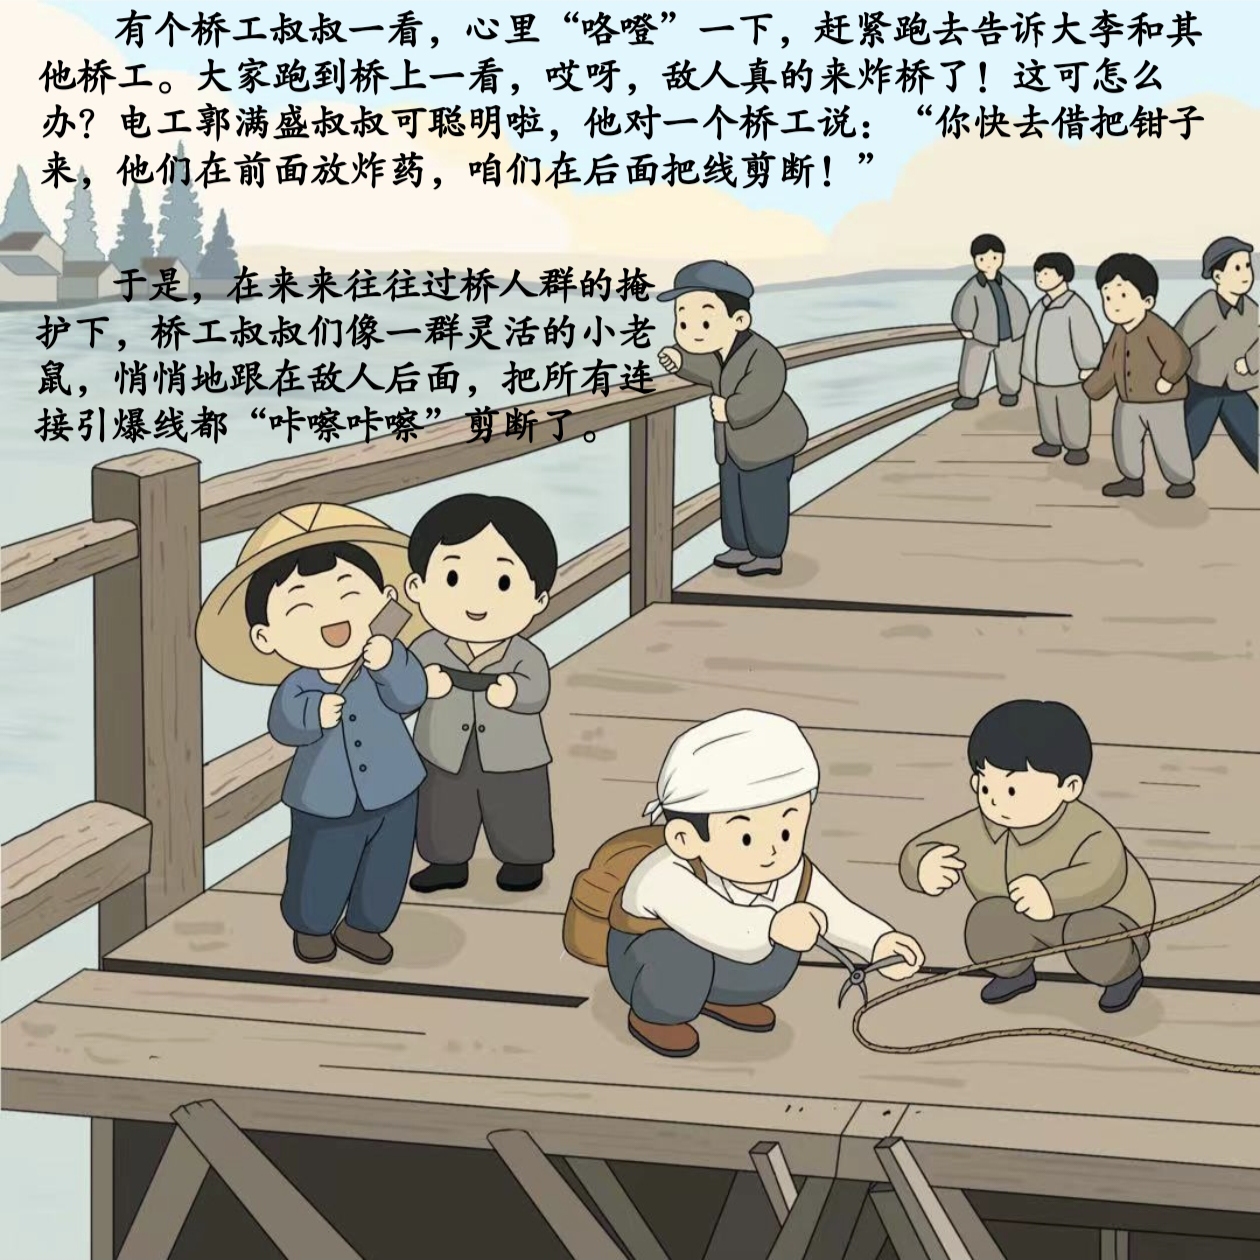 有个桥工叔叔一看，心里“咯噔”一下，赶紧跑去告诉大李和其
他桥工。大家跑到桥上一看，哎呀，敌人真的来炸桥了！这可怎么
办？电工郭满盛叔叔可聪明啦，他对一个桥工说：“你快去借把钳子
来，他们在前面放炸药，咱们在后面把线剪断！”
于是，在来来往往过桥人群的掩
护下，桥工叔叔们像一群灵活的小老
鼠，悄悄地跟在敌人后面，把所有连
接引爆线都“咔嚓咔嚓”剪断了。